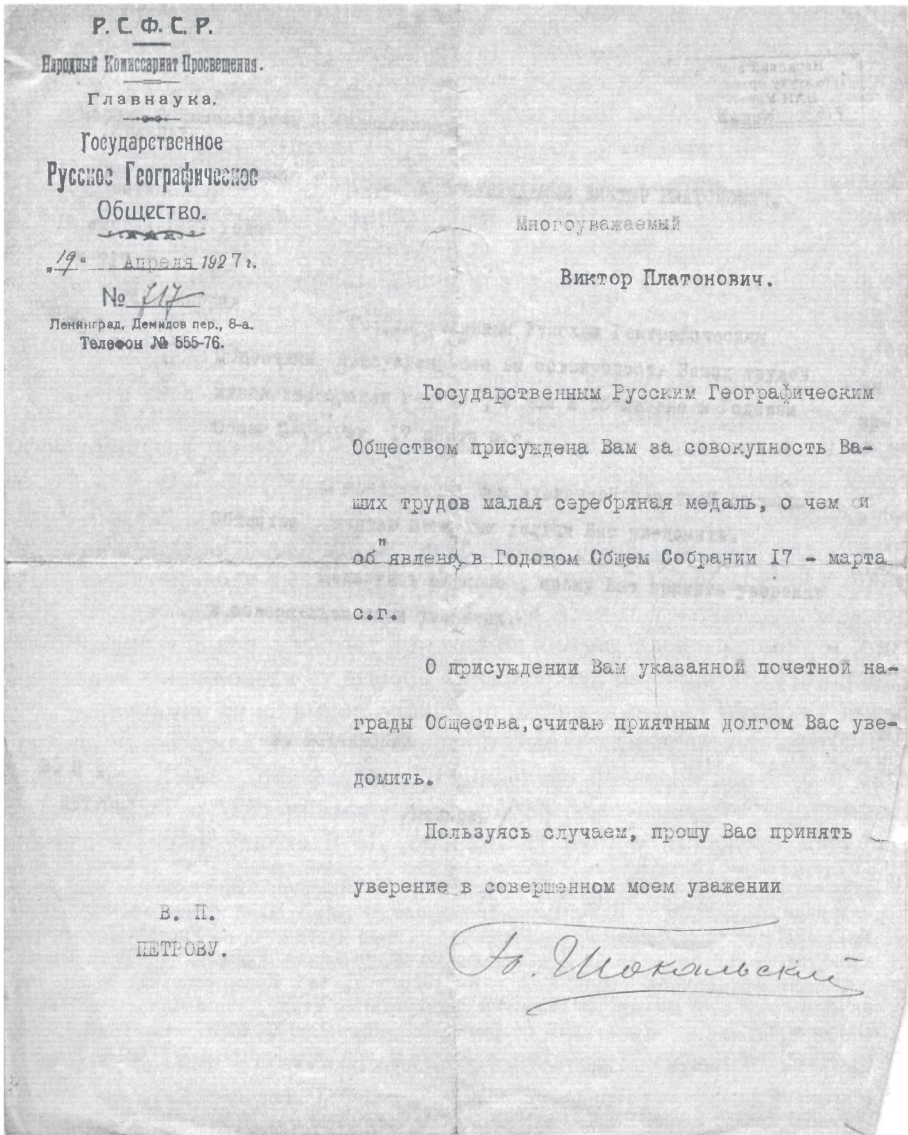 Р. С. Ф. С. Р.
Народный Комиссариат Просвещения.
Главнаука.
Государственное
Русское Географическое
Общество.
„19“ Апреля 1927 г.
№ 717
Ленинград, Демидов пер., 8-а.
Телефон № 555-76.
Многоуважаемый
Виктор Платонович.
Государственным Русским Географическим
Обществом присуждена Вам за совокупность Ва-
ших трудов малая серебряная медаль, о чем и
об"явлено в Годовом Общем Собрании 17 - марта
с.г.
О присуждении Вам указанной почетной на-
грады Общества,считаю приятным долгом Вас уве-
домить.
Пользуясь случаем, прошу Вас принять
уверение в совершенном моем уважении
В. П.
ПЕТРОВУ.
Ю. Шокальский